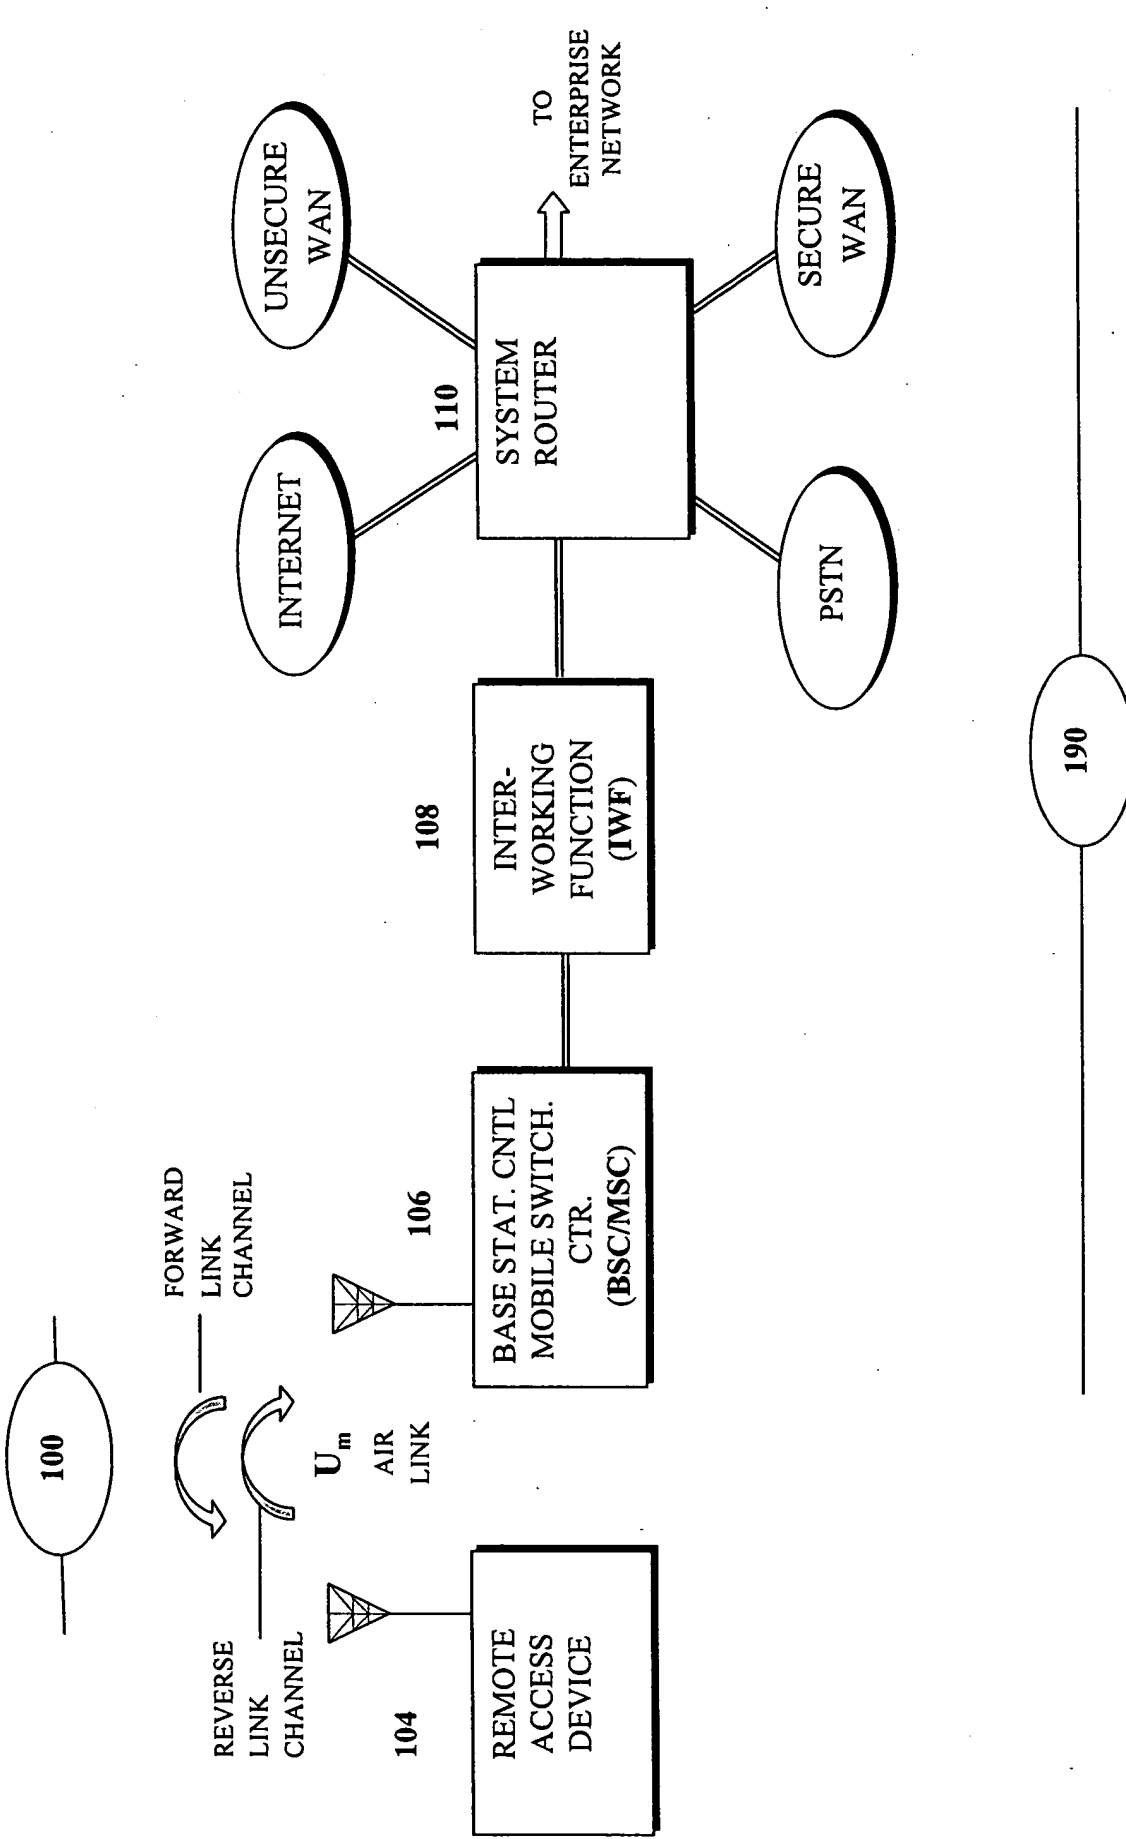 100
FORWARD
LINK
CHANNEL
REVERSE
LINK
CHANNEL
Um
AIR
LINK
104
REMOTE
ACCESS
DEVICE
106
BASE STAT. CNTL
MOBILE SWITCH.
CTR.
(BSC/MSC)
108
INTER-
WORKING
FUNCTION
(IWF)
110
SYSTEM
ROUTER
INTERNET
UNSECURE
WAN
TO
ENTERPRISE
NETWORK
PSTN
SECURE
WAN
190